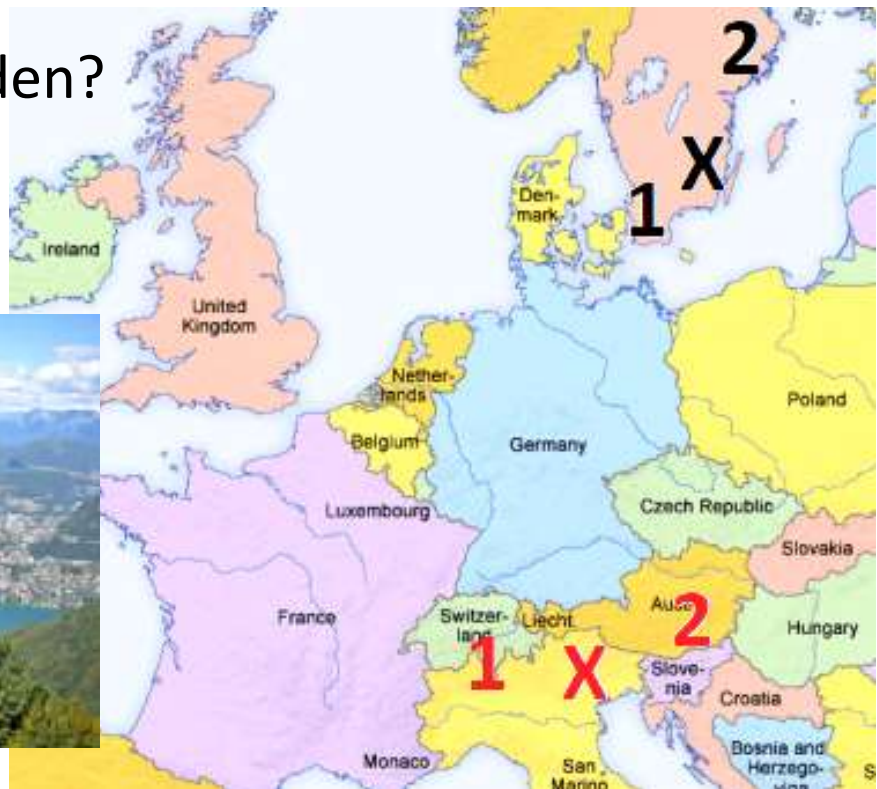 den?
2
X
1
Den-
mark
Ireland
United
Kingdom
Nether-
lands
Poland
Belgium
Germany
Luxembourg
Czech Republic
Slovakia
France
Switzer-
land
Liecht.
Hungary
1
X
2
Slove-
nia
Croatia
Monaco
San
Marino
Bosnia and
Herzego-